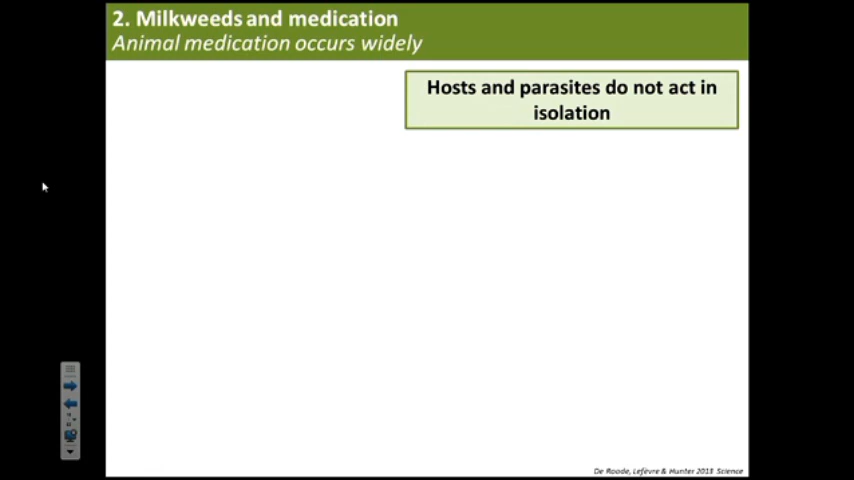 2. Milkweeds and medication
Animal medication occurs widely
Hosts and parasites do not act in
isolation
De Roode, Lefèvre & Hunter 2013 Science